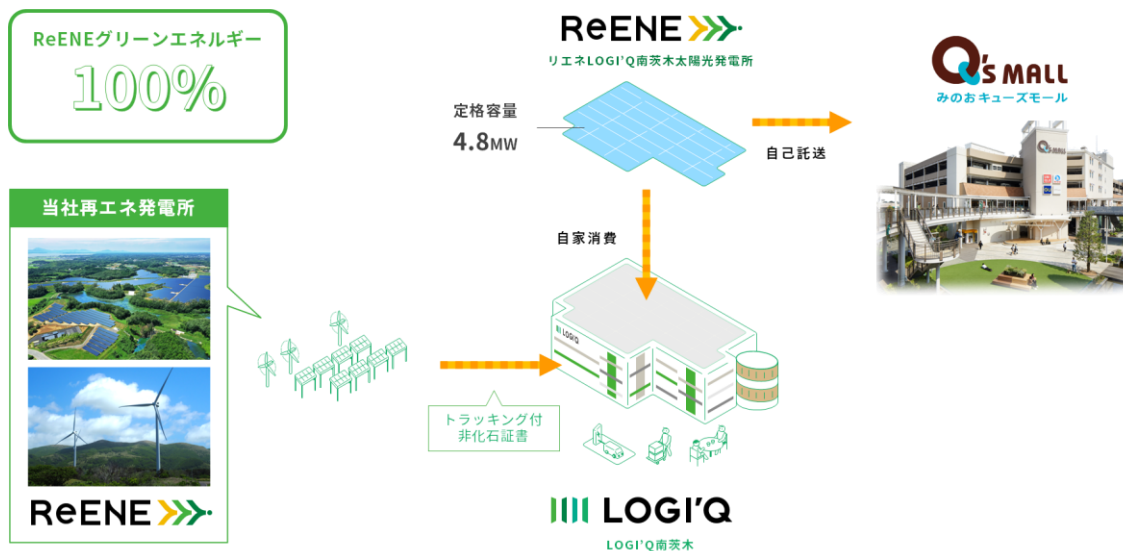 ReENEグリーンエネルギー
100%
ReENE
リエネLOGI'Q南茨木太陽光発電所
定格容量
4.8MW
自己託送
Q's MALL
みのおキューズモール
Q's MALL
当社再エネ発電所
ReENE
自家消費
LOGI'Q
トラッキング付
非化石証書
LOGI'Q
LOGI'Q南茨木